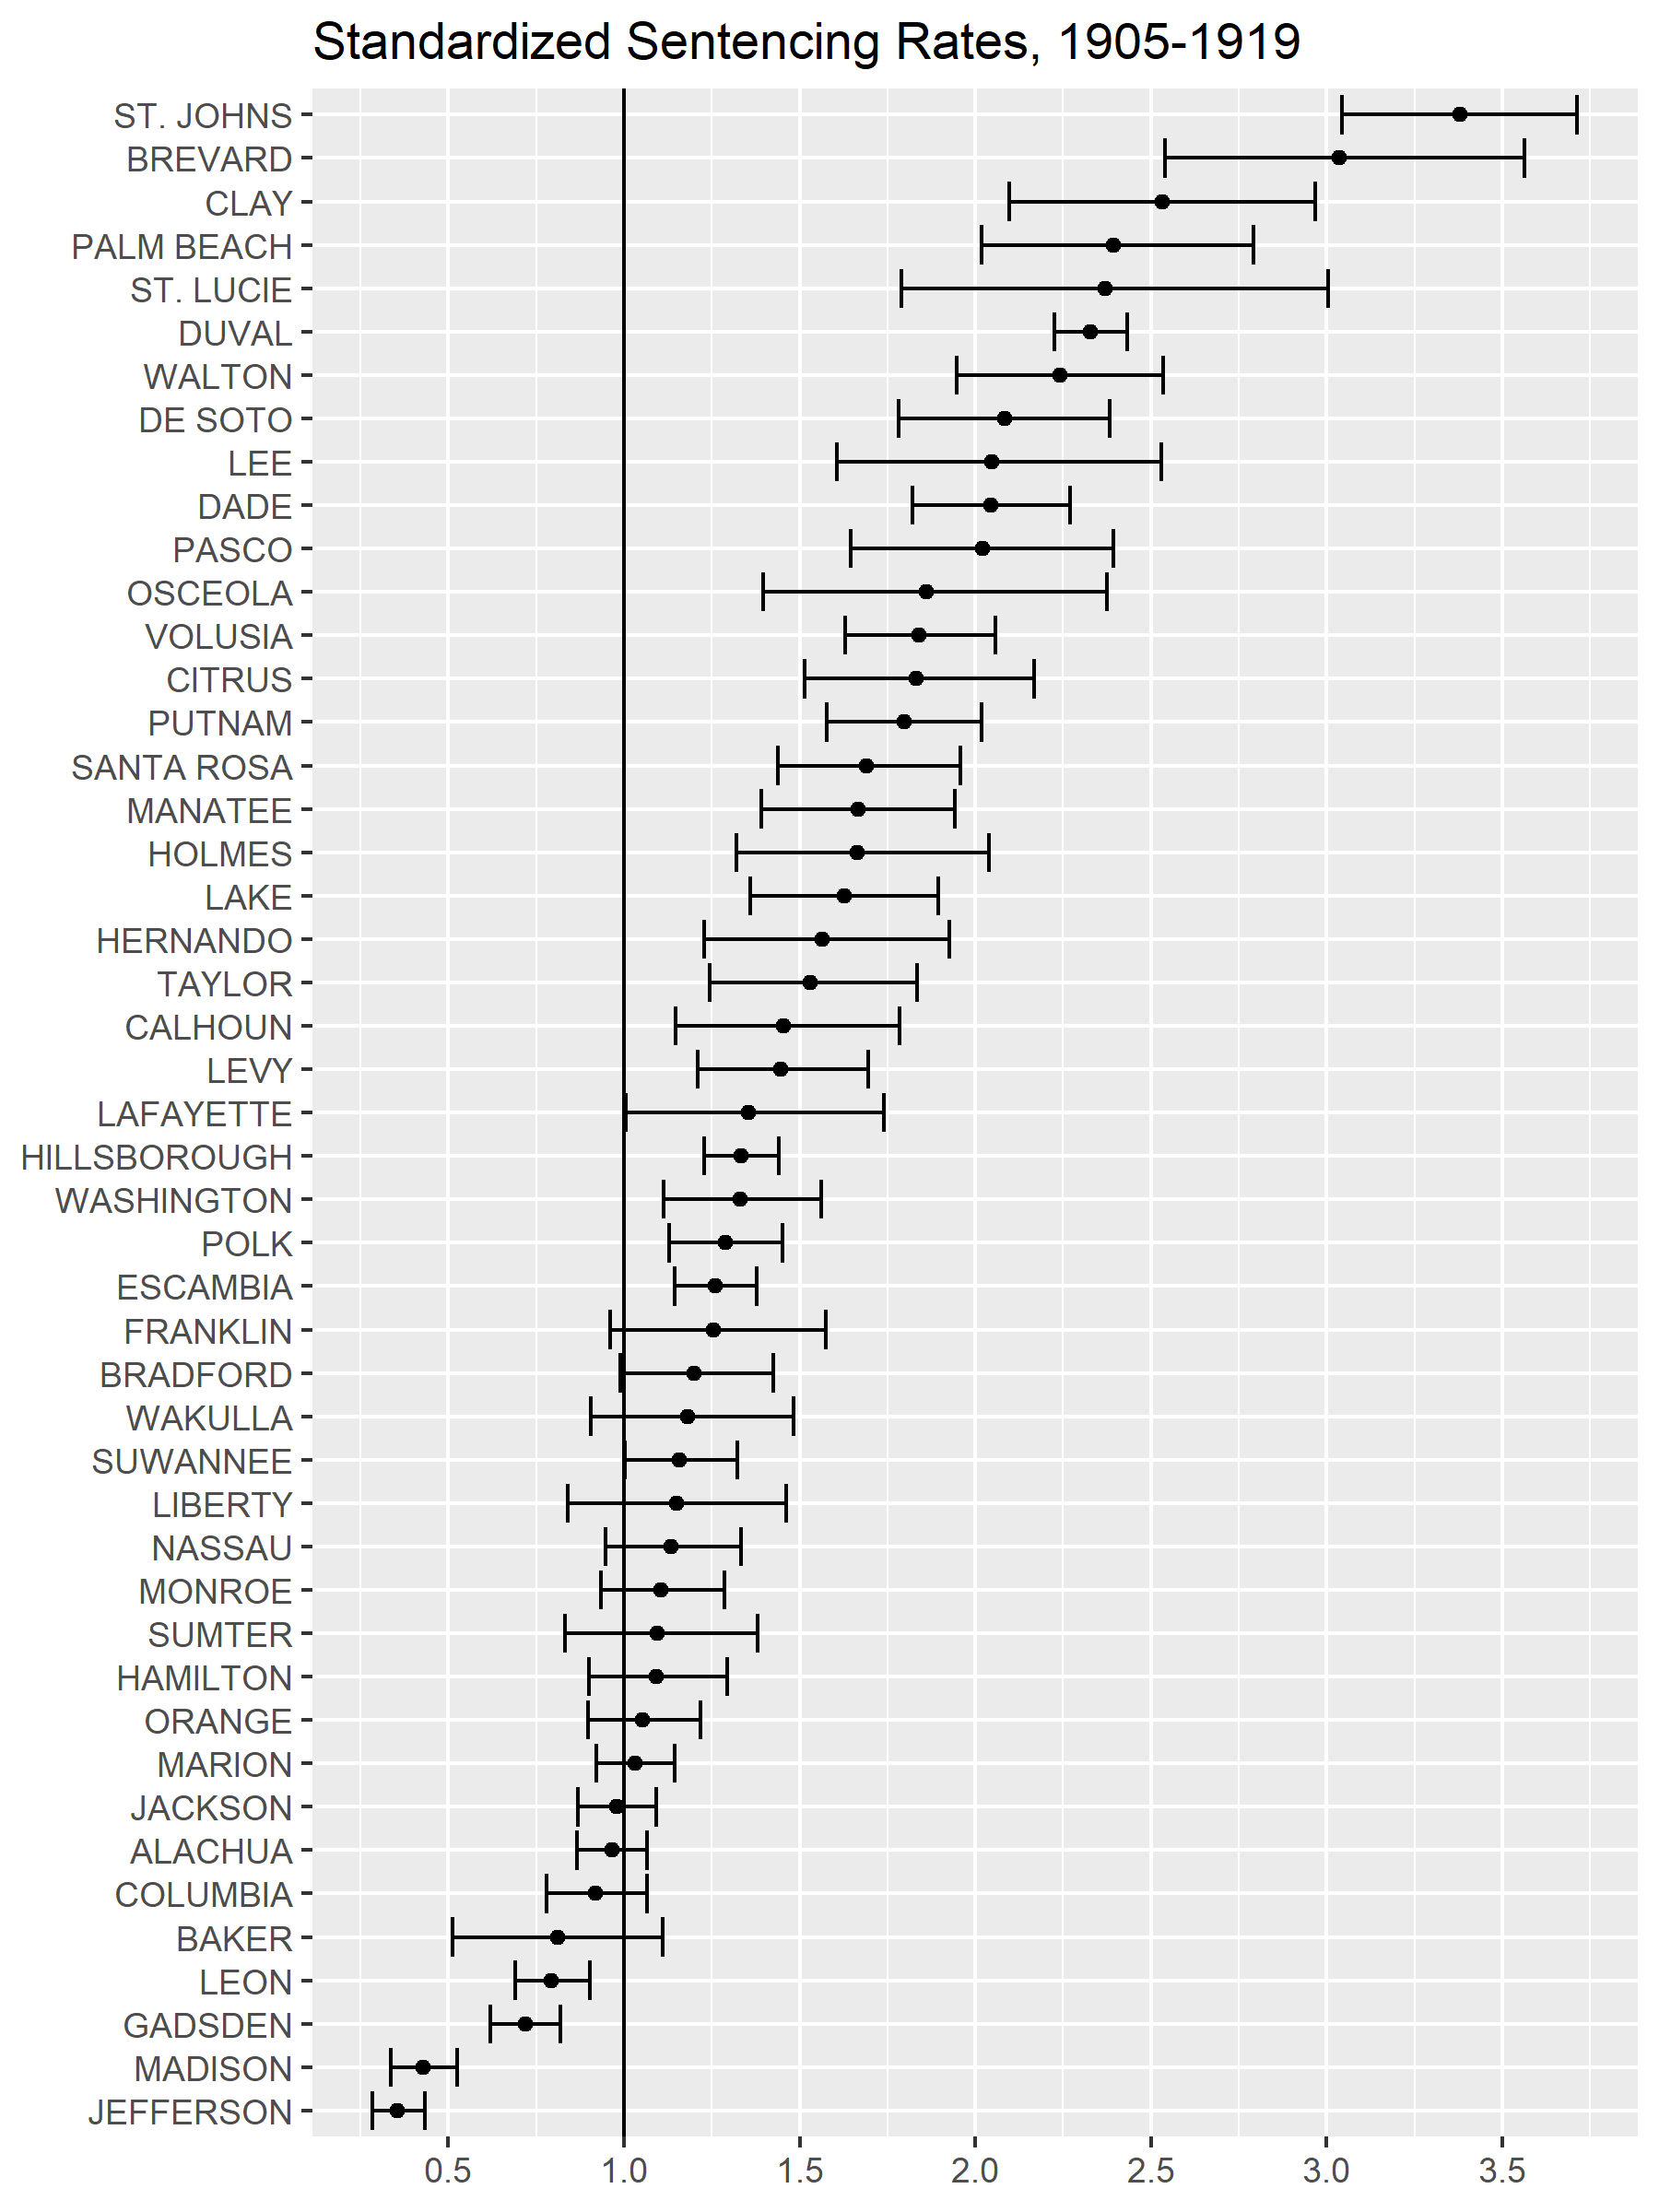 Standardized Sentencing Rates, 1905-1919
ST. JOHNS
BREVARD
CLAY
PALM BEACH
ST. LUCIE
DUVAL
WALTON
DE SOTO
LEE
DADE
PASCO
OSCEOLA
VOLUSIA
CITRUS
PUTNAM
SANTA ROSA
MANATEE
HOLMES
LAKE
HERNANDO
TAYLOR
CALHOUN
LEVY
LAFAYETTE
HILLSBOROUGH
WASHINGTON
POLK
ESCAMBIA
FRANKLIN
BRADFORD
WAKULLA
SUWANNEE
LIBERTY
NASSAU
MONROE
SUMTER
HAMILTON
ORANGE
MARION
JACKSON
ALACHUA
COLUMBIA
BAKER
LEON
GADSDEN
MADISON
JEFFERSON
0.5 1.0 1.5 2.0 2.5 3.0 3.5